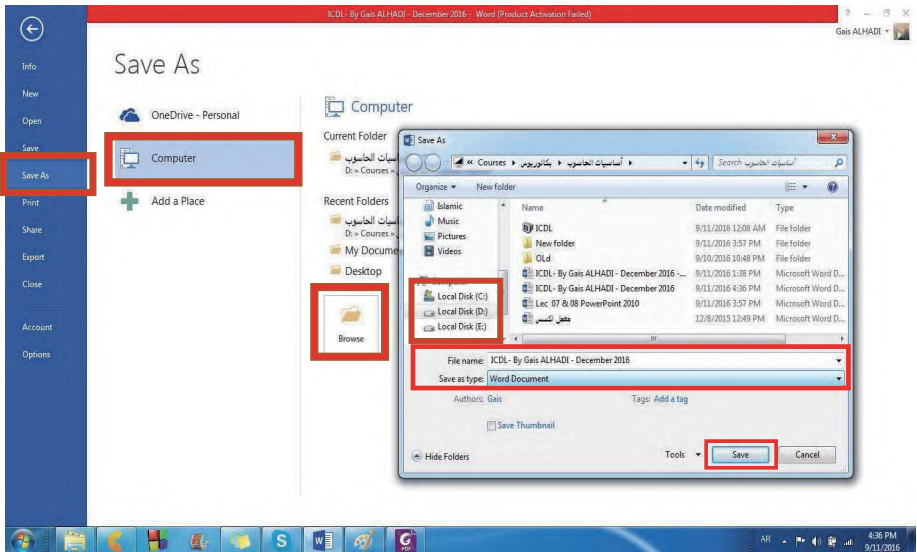 ICDL- By Gais ALHADI - December 2016 - Word (Product Activation Failed)
Gais ALHADI
Info
New
Open
Save
Save As
Print
Share
Export
Close
Account
Options
Save As
OneDrive - Personal
Computer
Add a Place
Computer
Current Folder
D: » Courses »
Recent Folders
D: » Courses »
My Docume
Desktop
Browse
Save As
« Courses ▸ بكالوريوس ▸ أساسيات الحاسوب ▸
Search أساسيات الحاسوب
Organize
New folder
Islamic
Music
Pictures
Videos
Computer
Local Disk (C:)
Local Disk (D:)
Local Disk (E:)
Name Date modified Type
ICDL 9/11/2016 12:08 AM File folder
New folder 9/11/2016 3:57 PM File folder
OLd 9/10/2016 10:48 PM File folder
ICDL- By Gais ALHADI - December 2016 -... 9/11/2016 1:38 PM Microsoft Word D...
ICDL- By Gais ALHADI - December 2016 9/11/2016 4:36 PM Microsoft Word D...
Lec 07 & 08 PowerPoint 2010 9/11/2016 3:57 PM Microsoft Word D...
اكسس 12/8/2015 12:49 PM Microsoft Word D...
File name: ICDL- By Gais ALHADI - December 2016
Save as type: Word Document
Authors: Gais
Tags: Add a tag
Save Thumbnail
Hide Folders
Tools
Save
Cancel
AR
4:36 PM
9/11/2016